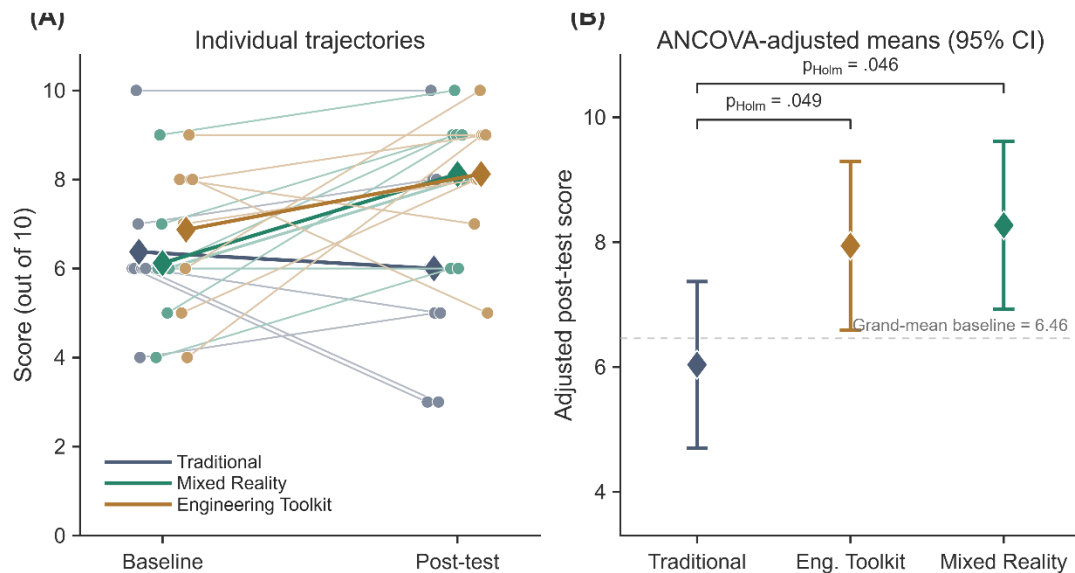 (A)
Individual trajectories
Score (out of 10)
10
8
6
4
2
0
Traditional
Mixed Reality
Engineering Toolkit
Baseline
Post-test
(B)
ANCOVA-adjusted means (95% CI)
pHolm = .046
pHolm = .049
Adjusted post-test score
10
8
Grand-mean baseline = 6.46
6
4
Traditional
Eng. Toolkit
Mixed Reality